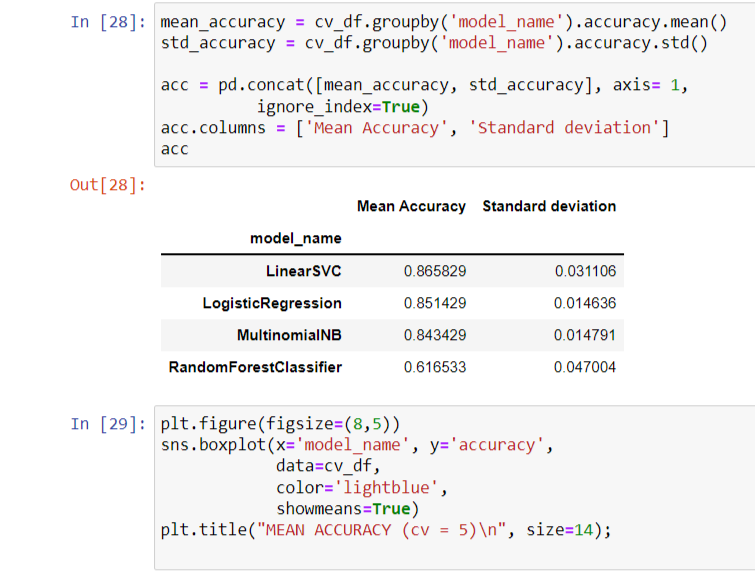 In [28]: mean_accuracy = cv_df.groupby('model_name').accuracy.mean()
std_accuracy = cv_df.groupby('model_name').accuracy.std()
acc = pd.concat([mean_accuracy, std_accuracy], axis= 1,
ignore_index=True)
acc.columns = ['Mean Accuracy', 'Standard deviation']
acc
Out[28]:
Mean Accuracy Standard deviation
model_name
LinearSVC 0.865829 0.031106
LogisticRegression 0.851429 0.014636
MultinomialNB 0.843429 0.014791
RandomForestClassifier 0.616533 0.047004
In [29]: plt.figure(figsize=(8,5))
sns.boxplot(x='model_name', y='accuracy',
data=cv_df,
color='lightblue',
showmeans=True)
plt.title("MEAN ACCURACY (cv = 5)\n", size=14);